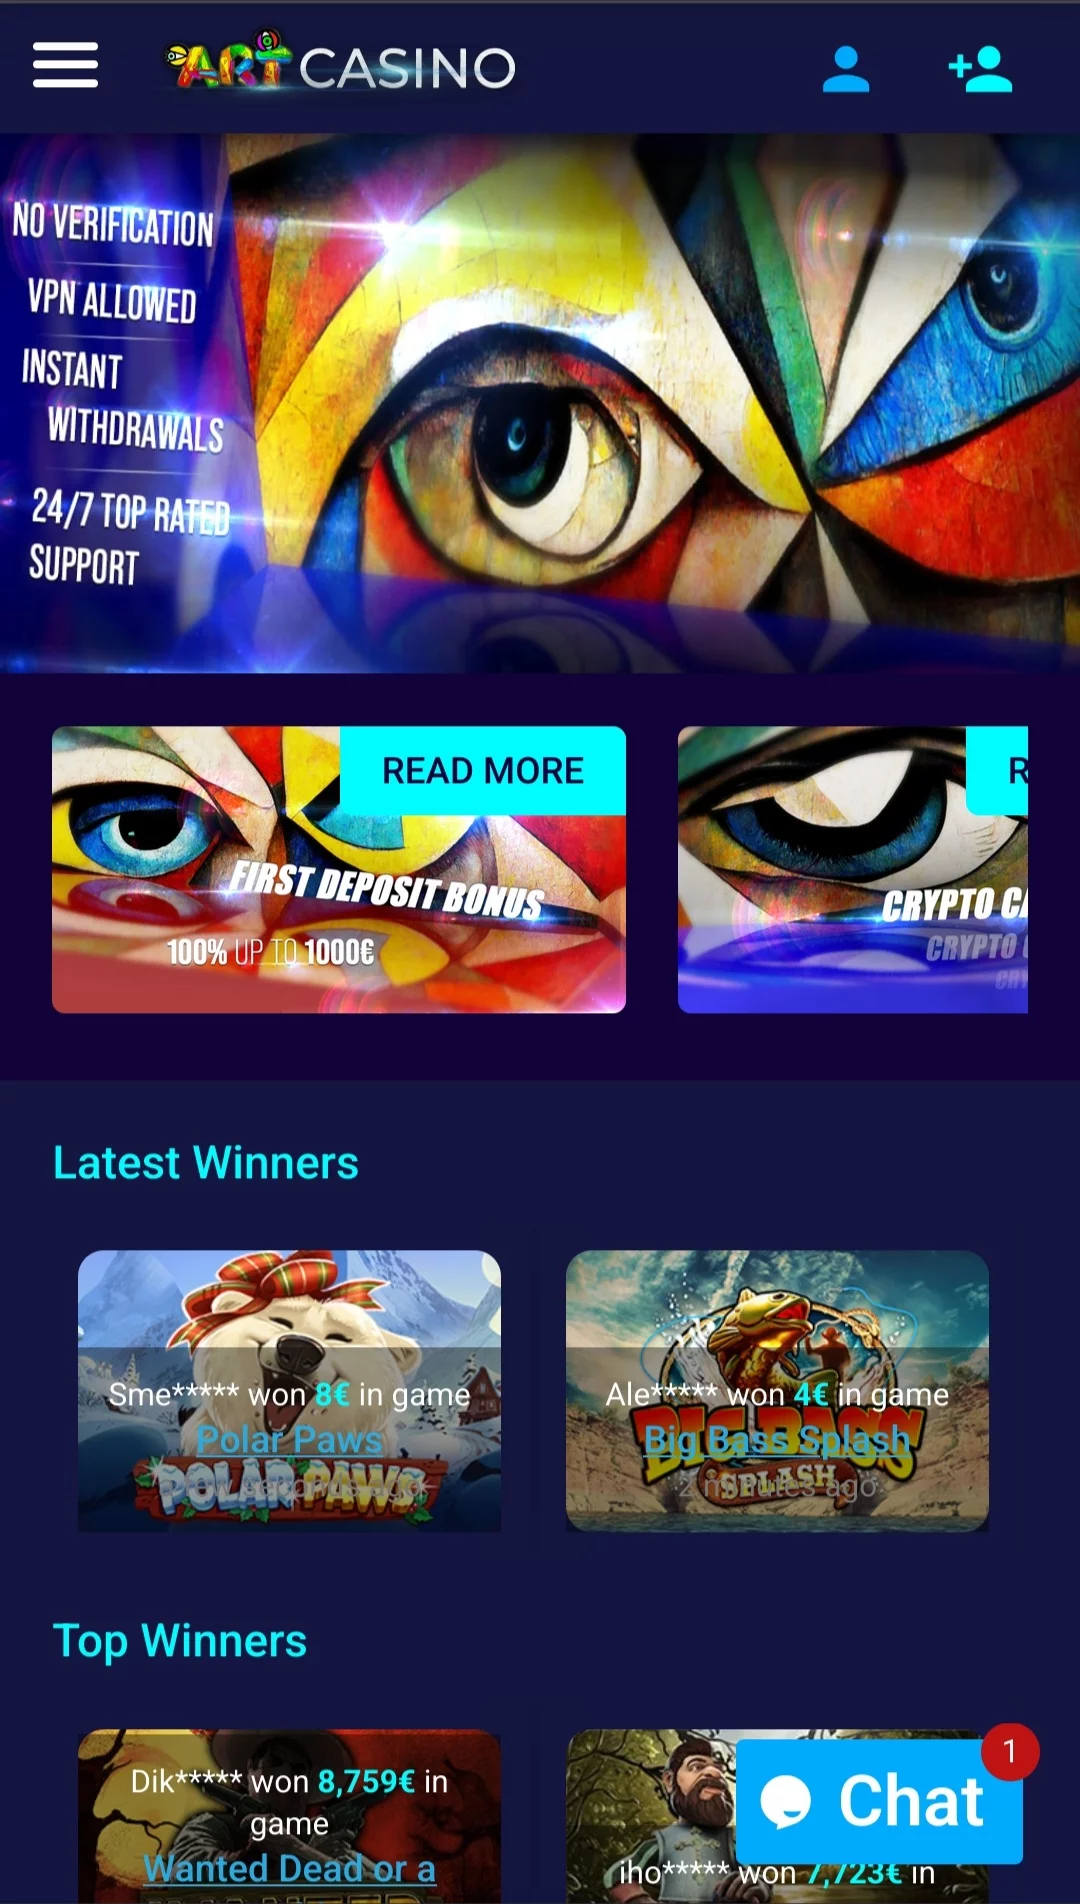 ART CASINO
NO VERIFICATION
VPN ALLOWED
INSTANT
WITHDRAWALS
24/7 TOP RATED
SUPPORT
READ MORE
FIRST DEPOSIT BONUS
100% UP TO 1000€
R
CRYPTO CA
CRYPTO
Latest Winners
Sme***** won 8€ in game
Polar Paws
POLAR PAWS
Ale***** won 4€ in game
Big Bass Splash
BIG BASS
SPLASH
2 minutes ago
Top Winners
Dik***** won 8,759€ in
game
Wanted Dead or a
iho***** won 7,723€ in
1
Chat